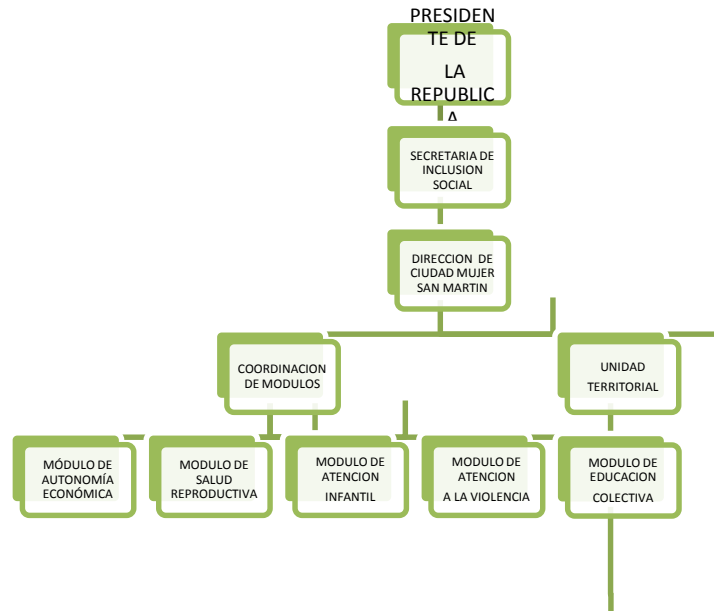 PRESIDEN
TE DE
LA
REPUBLIC
A
SECRETARIA DE
INCLUSION
SOCIAL
DIRECCION DE
CIUDAD MUJER
SAN MARTIN
COORDINACION
DE MODULOS
UNIDAD
TERRITORIAL
MÓDULO DE
AUTONOMÍA
ECONÓMICA
MODULO DE
SALUD
REPRODUCTIVA
MODULO DE
ATENCION
INFANTIL
MODULO DE
ATENCION
A LA VIOLENCIA
MODULO DE
EDUCACION
COLECTIVA